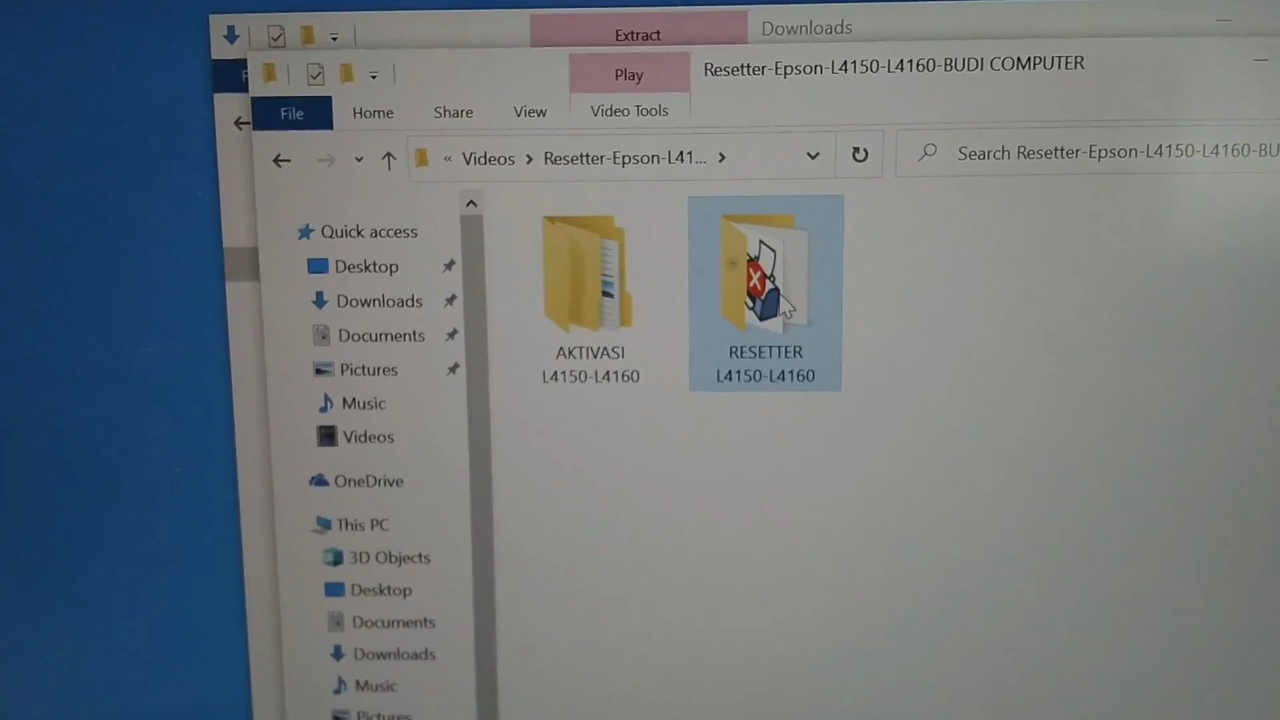 Extract
Downloads
Play
Resetter-Epson-L4150-L4160-BUDI COMPUTER
File
Home
Share
View
Video Tools
« Videos > Resetter-Epson-L41... >
Search Resetter-Epson-L4150-L4160-BU
Quick access
Desktop
Downloads
Documents
Pictures
Music
Videos
OneDrive
This PC
3D Objects
Desktop
Documents
Downloads
Music
Pictures
AKTIVASI
L4150-L4160
RESETTER
L4150-L4160